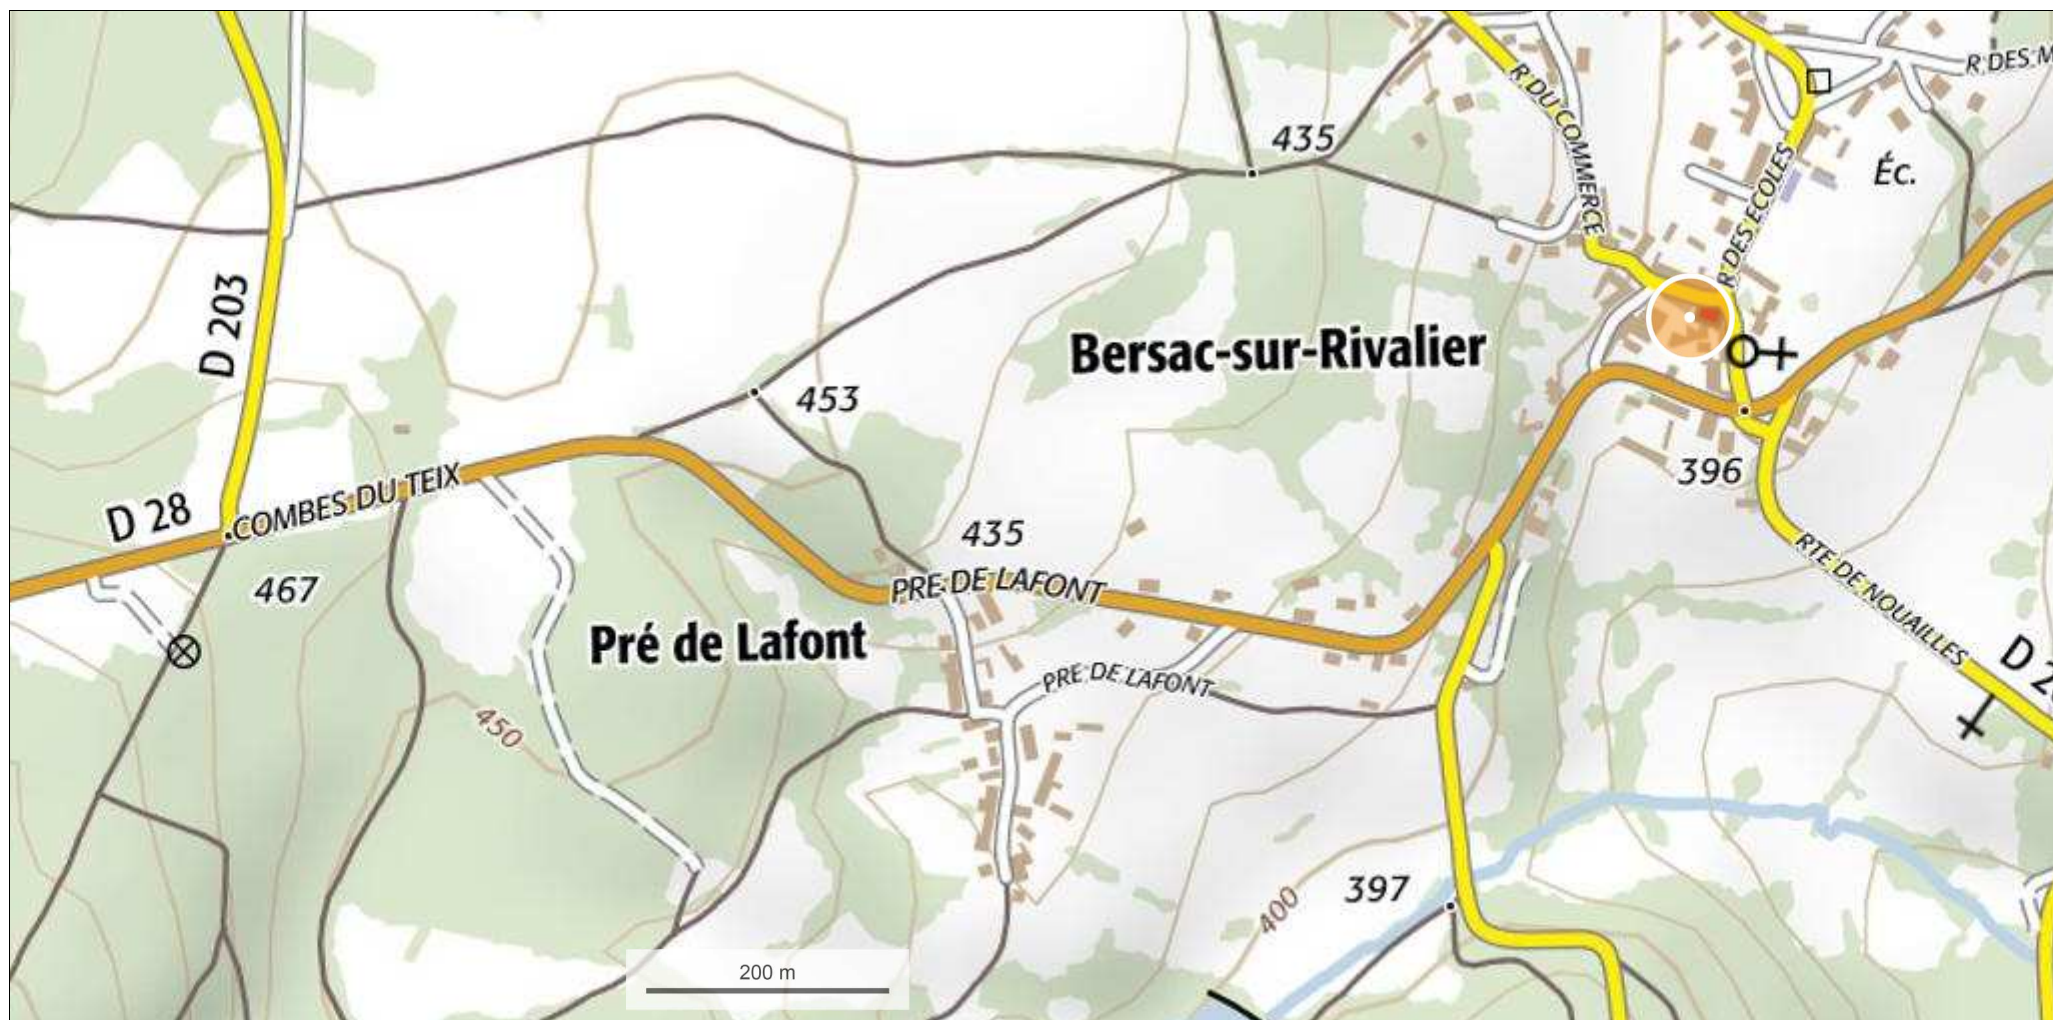 R DU COMMERCE
R DES M
435
Éc.
R DES ECOLES
D 203
Bersac-sur-Rivalier
453
396
COMBES DU TEIX
D 28
435
467
PRE DE LAFONT
RTE DE NOUAILLES
Pré de Lafont
PRE DE LAFONT
D 2
450
397
400
200 m